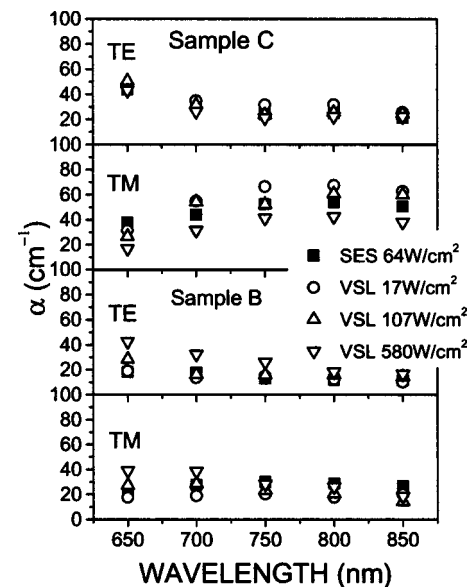 100
80
60
40
20
TE
Sample C
80
60
40
20
TM
α (cm⁻¹)
100
80
60
40
20
TE
Sample B
SES 64W/cm²
VSL 17W/cm²
VSL 107W/cm²
VSL 580W/cm²
100
80
60
40
20
0
TM
650 700 750 800 850
WAVELENGTH (nm)